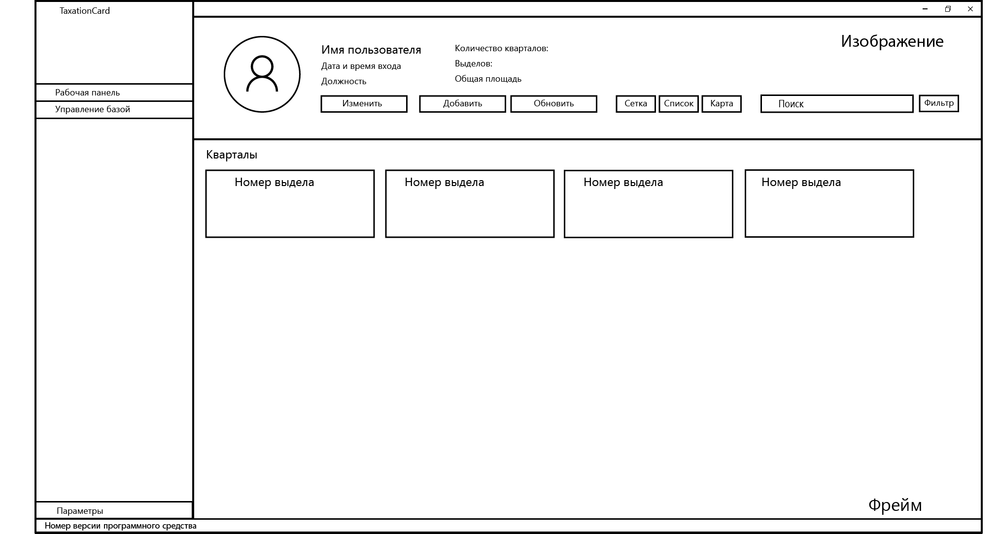 TaxationCard
Рабочая панель
Управление базой
Параметры
Номер версии программного средства
Изображение
Имя пользователя
Дата и время входа
Должность
Количество кварталов:
Выделов:
Общая площадь
Изменить
Добавить
Обновить
Сетка
Список
Карта
Поиск
Фильтр
Кварталы
Номер выдела
Номер выдела
Номер выдела
Номер выдела
Фрейм